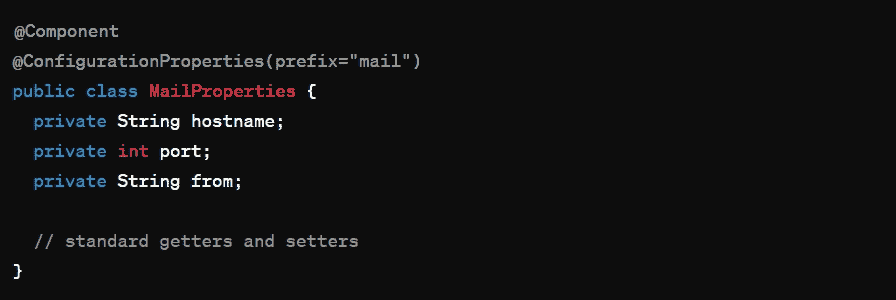 @Component
@ConfigurationProperties(prefix="mail")
public class MailProperties {
private String hostname;
private int port;
private String from;
// standard getters and setters
}